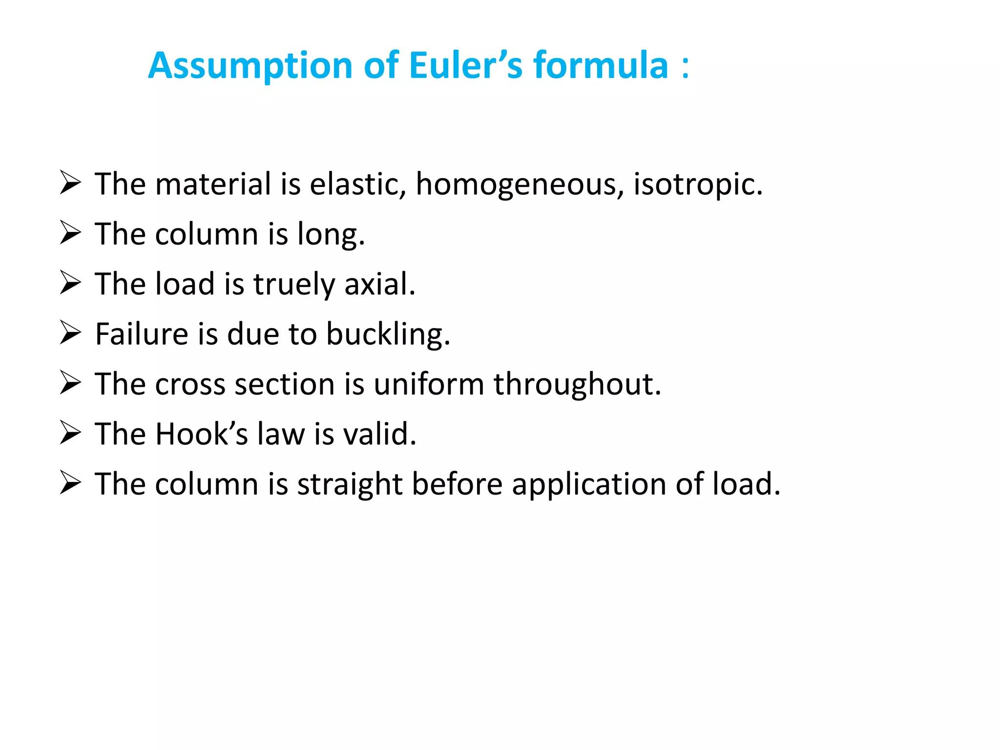 Assumption of Euler’s formula :
➢ The material is elastic, homogeneous, isotropic.
➢ The column is long.
➢ The load is truely axial.
➢ Failure is due to buckling.
➢ The cross section is uniform throughout.
➢ The Hook’s law is valid.
➢ The column is straight before application of load.